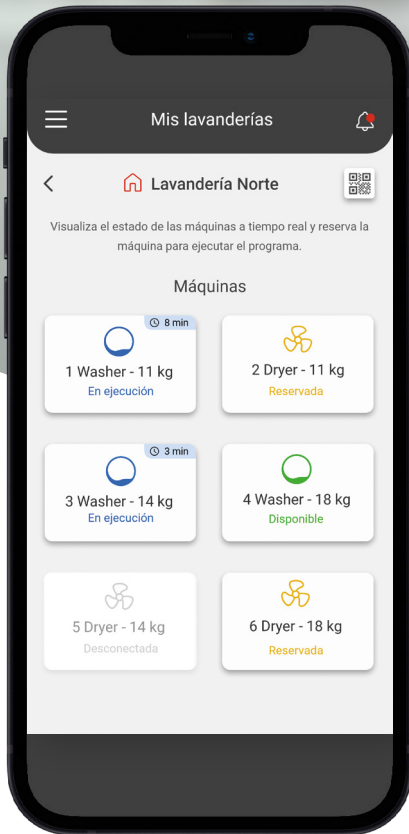 Mis lavanderías
Lavandería Norte
Visualiza el estado de las máquinas a tiempo real y reserva la
máquina para ejecutar el programa.
Máquinas
8 min
1 Washer - 11 kg
En ejecución
2 Dryer - 11 kg
Reservada
3 min
3 Washer - 14 kg
En ejecución
4 Washer - 18 kg
Disponible
5 Dryer - 14 kg
Desconectada
6 Dryer - 18 kg
Reservada